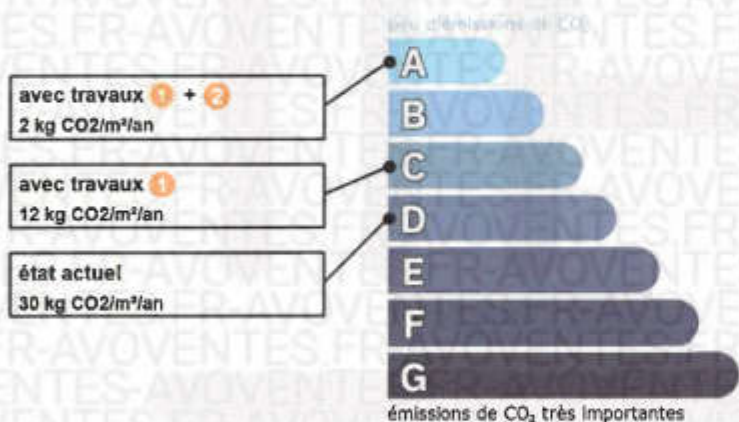 peu d'émissions de CO₂
A
avec travaux 1 + 2
2 kg CO2/m²/an
B
avec travaux 1
12 kg CO2/m²/an
C
D
état actuel
30 kg CO2/m²/an
E
F
G
émissions de CO₂ très importantes